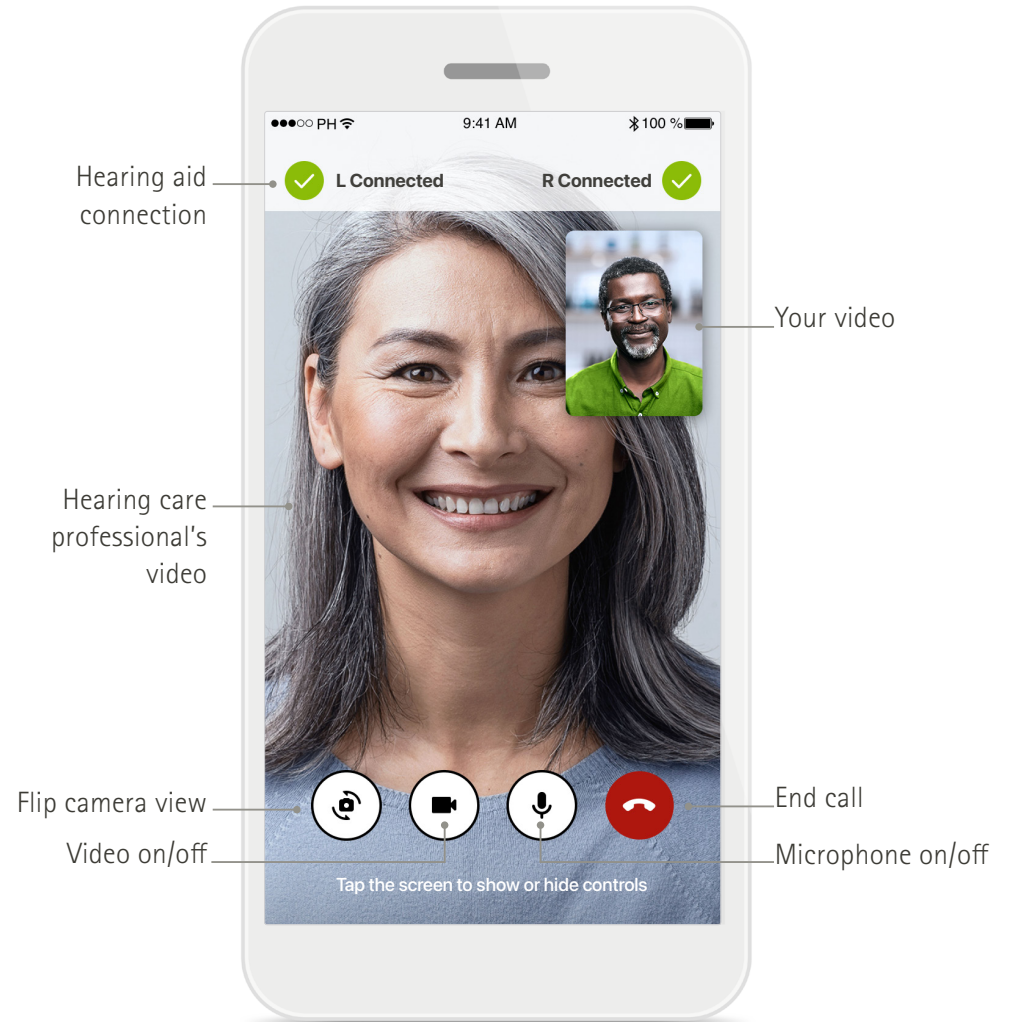 PH
9:41 AM
100 %
Hearing aid
connection
L Connected
R Connected
Your video
Hearing care
professional's
video
Flip camera view
End call
Video on/off
Microphone on/off
Tap the screen to show or hide controls